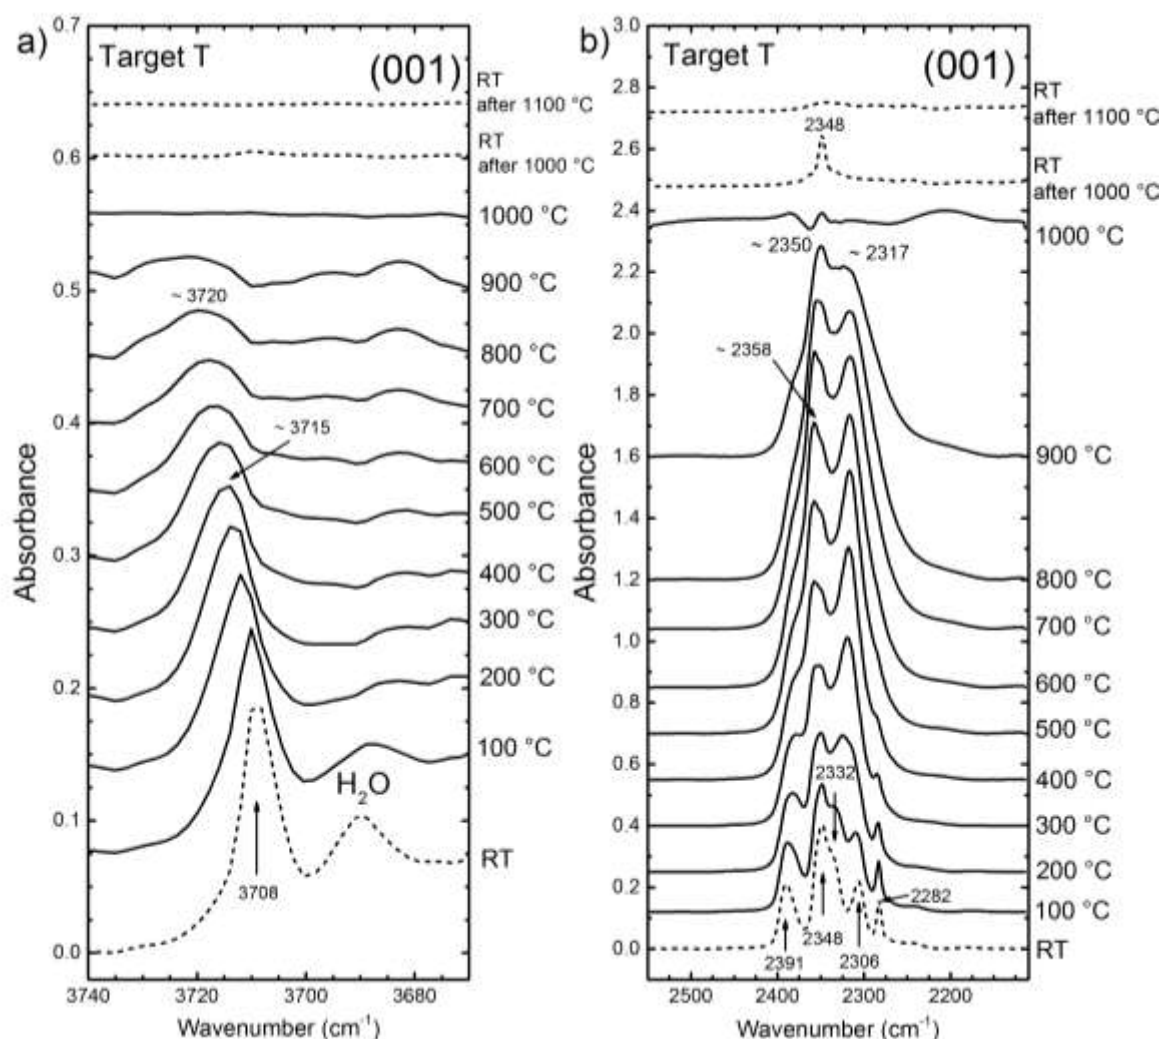 a)
Target T
(001)
Absorbance
0.7
0.6
0.5
0.4
0.3
0.2
0.1
0.0
RT
after 1100 °C
RT
after 1000 °C
1000 °C
900 °C
~ 3720
800 °C
700 °C
~ 3715
600 °C
500 °C
400 °C
300 °C
200 °C
100 °C
H₂O
RT
3708
3740
3720
3700
3680
Wavenumber (cm⁻¹)
b)
Target T
(001)
Absorbance
3.0
2.8
2.6
2.4
2.2
2.0
1.8
1.6
1.4
1.2
1.0
0.8
0.6
0.4
0.2
0.0
RT
after 1100 °C
2348
RT
after 1000 °C
1000 °C
~ 2350
~ 2317
~ 2358
900 °C
800 °C
700 °C
600 °C
500 °C
400 °C
2332
300 °C
200 °C
2282
100 °C
2348
RT
2391
2306
2500
2400
2300
2200
Wavenumber (cm⁻¹)